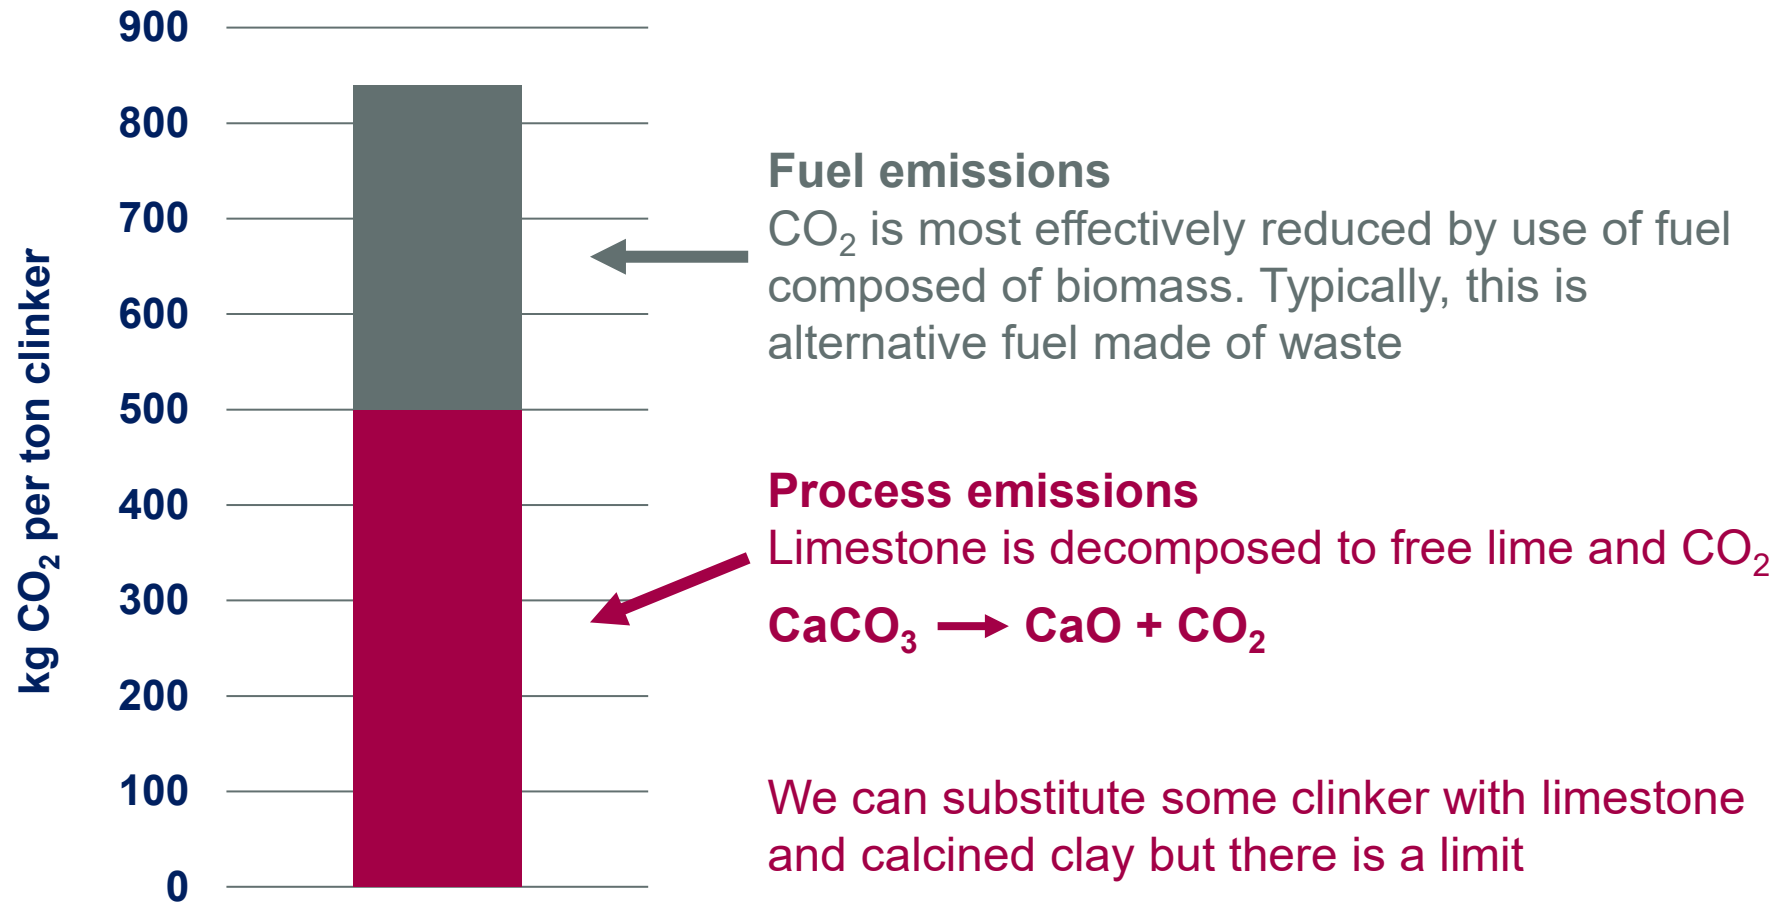 900
800
700
600
500
400
300
200
100
0
kg CO₂ per ton clinker
Fuel emissions
CO₂ is most effectively reduced by use of fuel
composed of biomass. Typically, this is
alternative fuel made of waste
Process emissions
Limestone is decomposed to free lime and CO₂
CaCO₃ → CaO + CO₂
We can substitute some clinker with limestone
and calcined clay but there is a limit